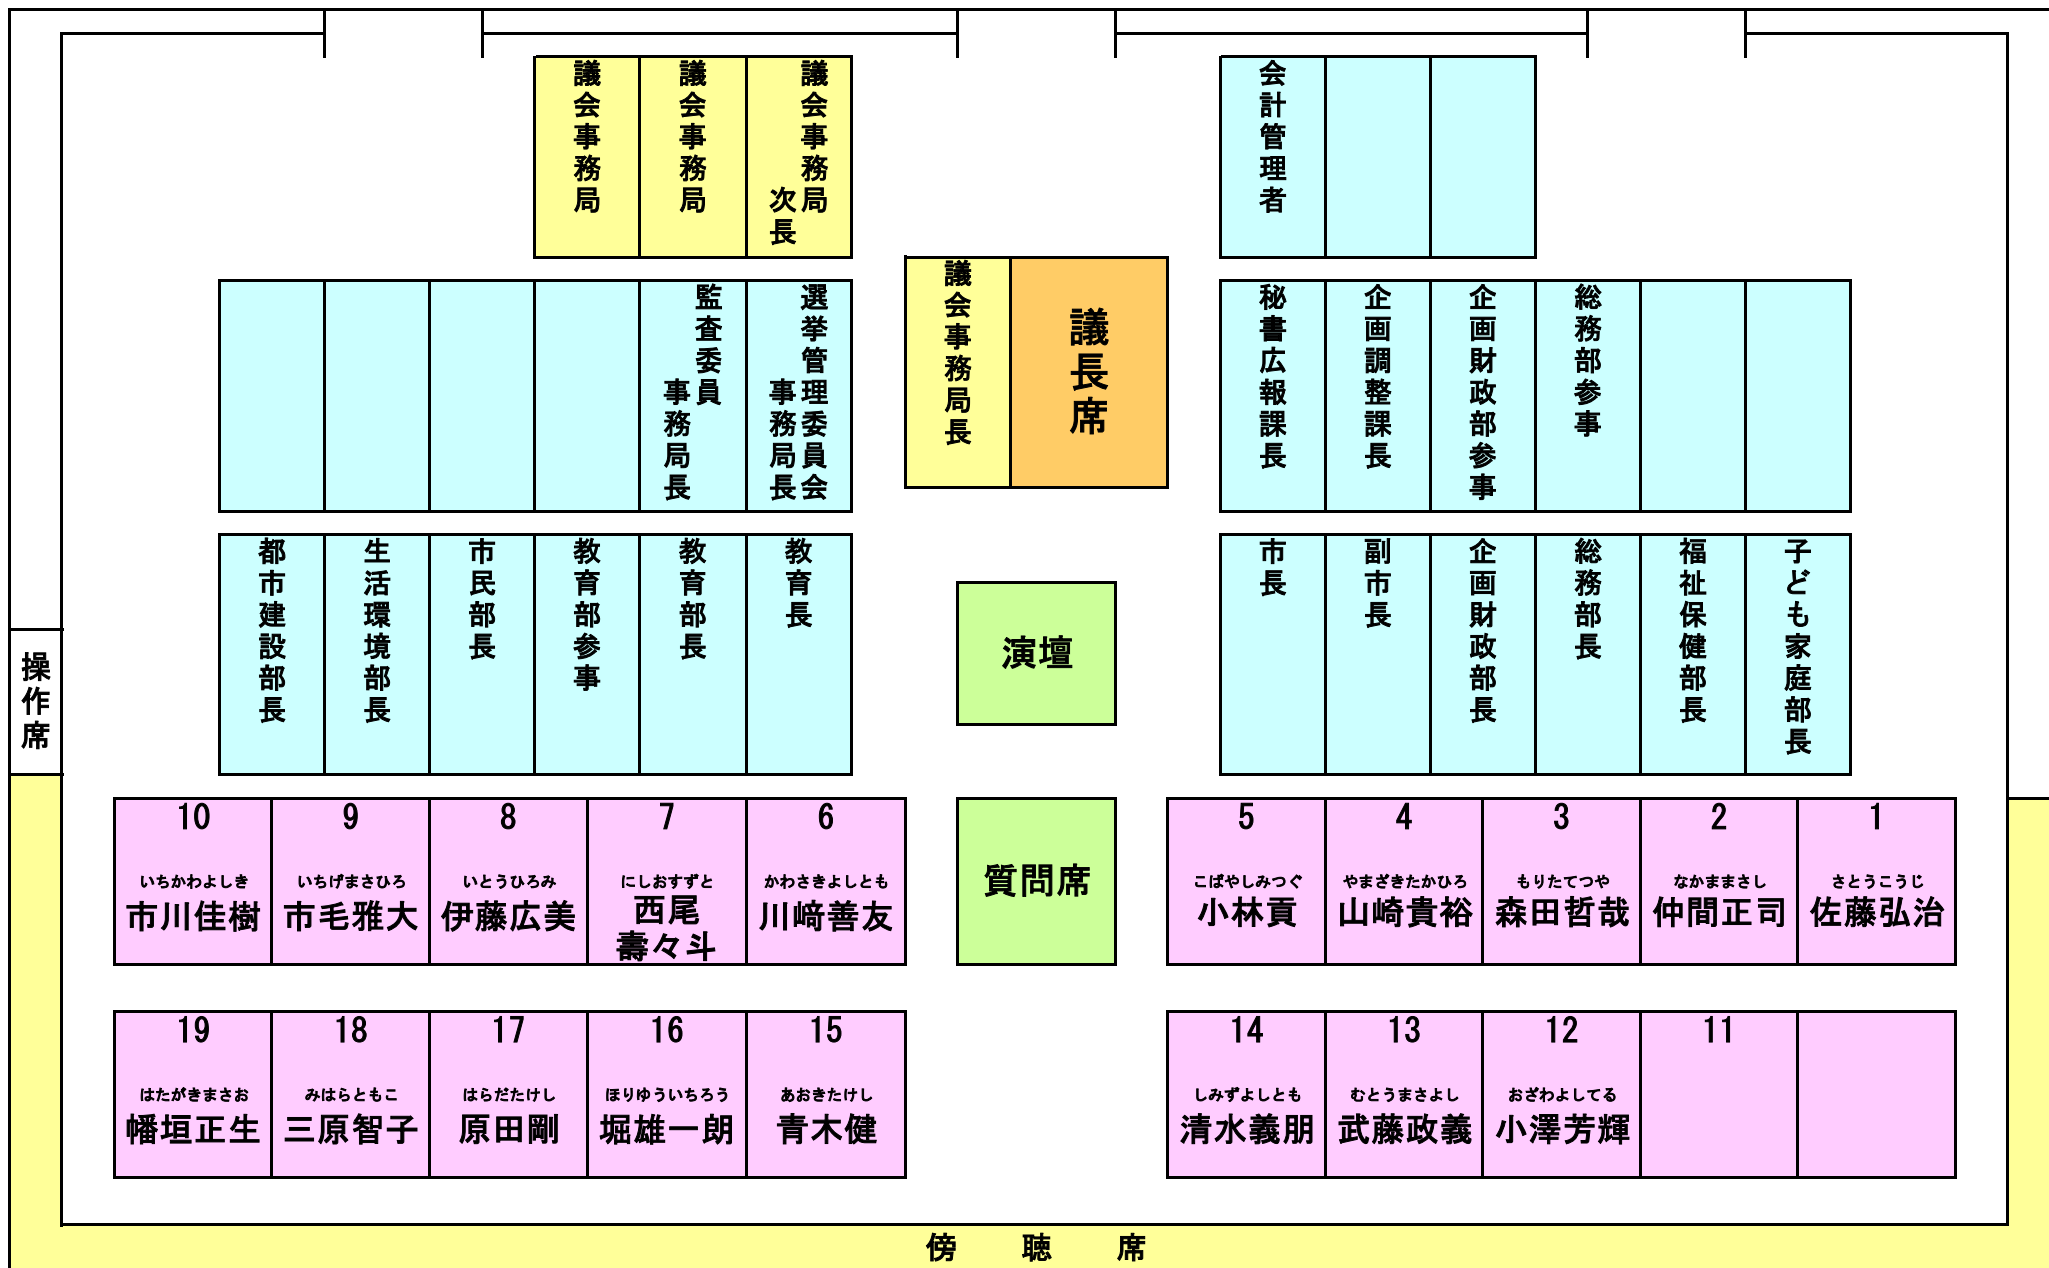 議会事務局
議会事務局
議会事務局
次長
会計管理者
監査委員
事務局長
選挙管理委員会
事務局長
議会事務局長
議長席
秘書広報課長
企画調整課長
企画財政部参事
総務部参事
都市建設部長
生活環境部長
市民部長
教育部参事
教育部長
教育長
演壇
市長
副市長
企画財政部長
総務部長
福祉保健部長
子ども家庭部長
操作席
10
いちかわよしき
市川佳樹
9
いちげまさひろ
市毛雅大
8
いとうひろみ
伊藤広美
7
にしおすずと
西尾
壽々斗
6
かわさきよしとも
川﨑善友
質問席
5
こばやしみつぐ
小林貢
4
やまざきたかひろ
山崎貴裕
3
もりたてつや
森田哲哉
2
なかままさし
仲間正司
1
さとうこうじ
佐藤弘治
19
はたがきまさお
幡垣正生
18
みはらともこ
三原智子
17
はらだたけし
原田剛
16
ほりゆういちろう
堀雄一朗
15
あおきたけし
青木健
14
しみずよしとも
清水義朋
13
むとうまさよし
武藤政義
12
おざわよしてる
小澤芳輝
11
傍聴席